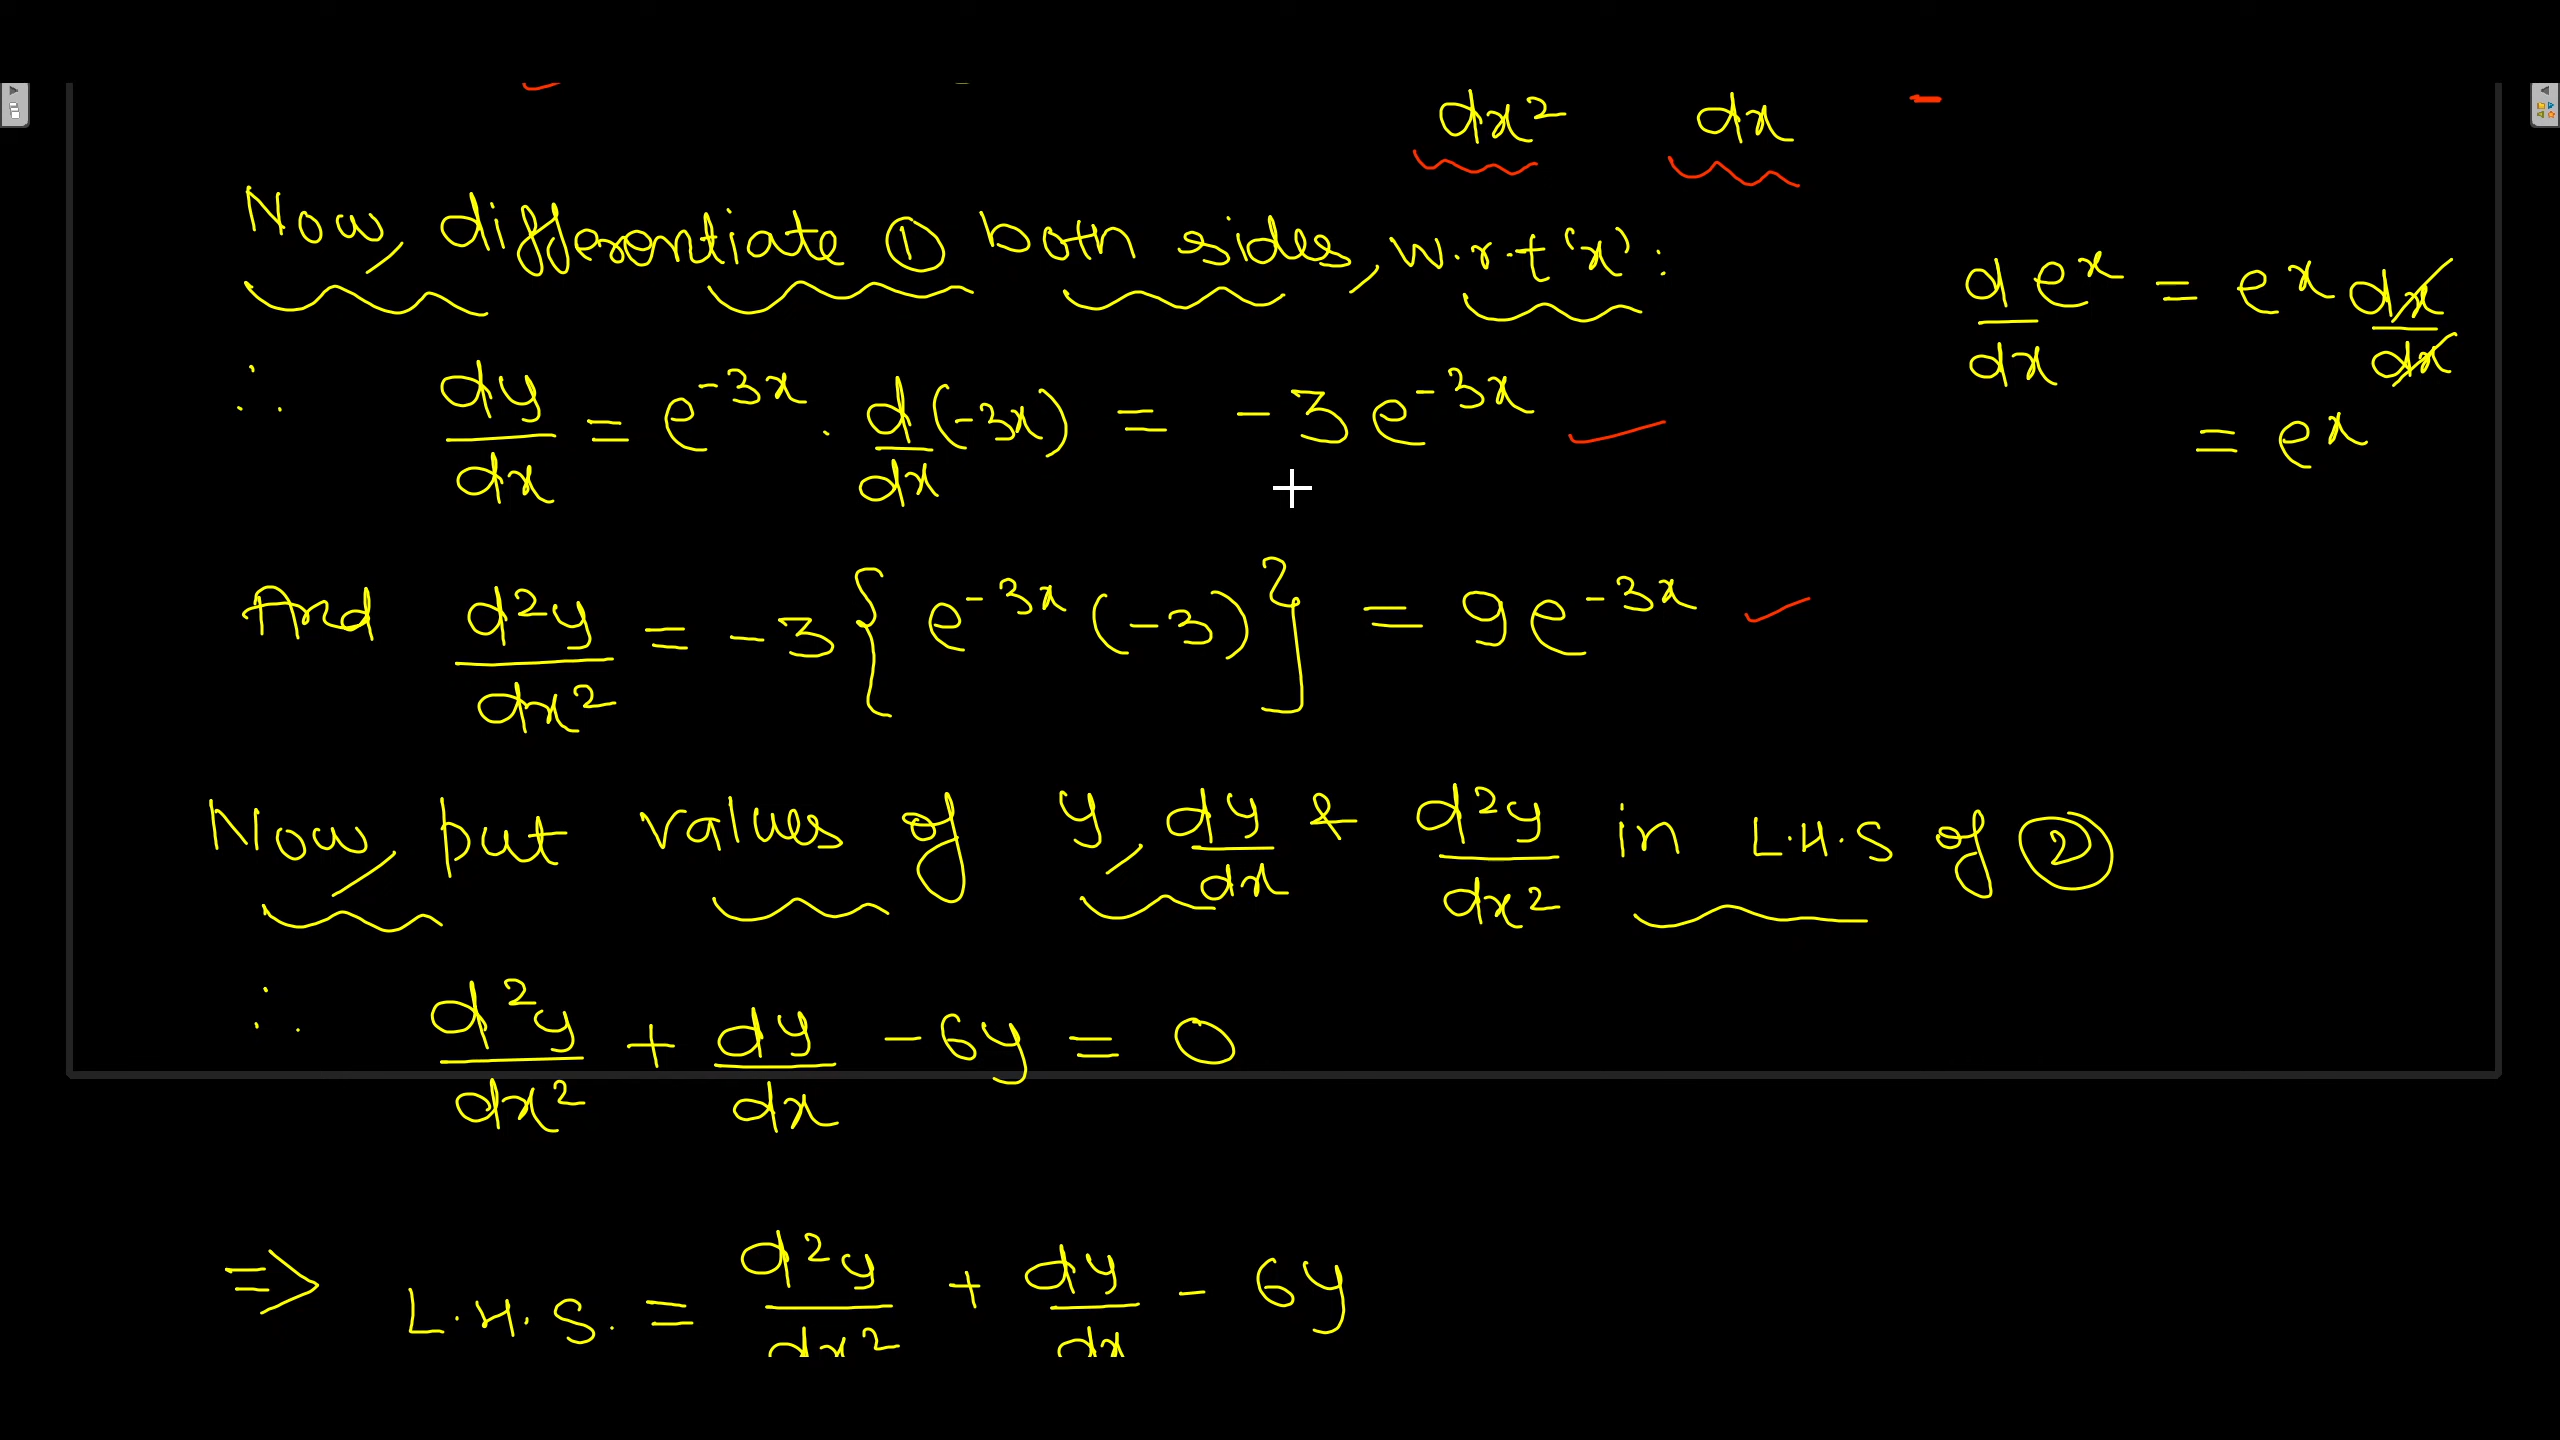 dx² dx
Now, differentiate ① both sides, w.r.t 'x':
d/dx eˣ = eˣ dx/dx
= eˣ
∴ dy/dx = e⁻³ˣ . d/dx (-3x) = -3e⁻³ˣ
And d²y/dx² = -3{e⁻³ˣ(-3)} = 9e⁻³ˣ
Now, put values of y, dy/dx & d²y/dx² in L.H.S of ②
∴ d²y/dx² + dy/dx - 6y = 0
⇒ L.H.S. = d²y/dx² + dy/dx - 6y